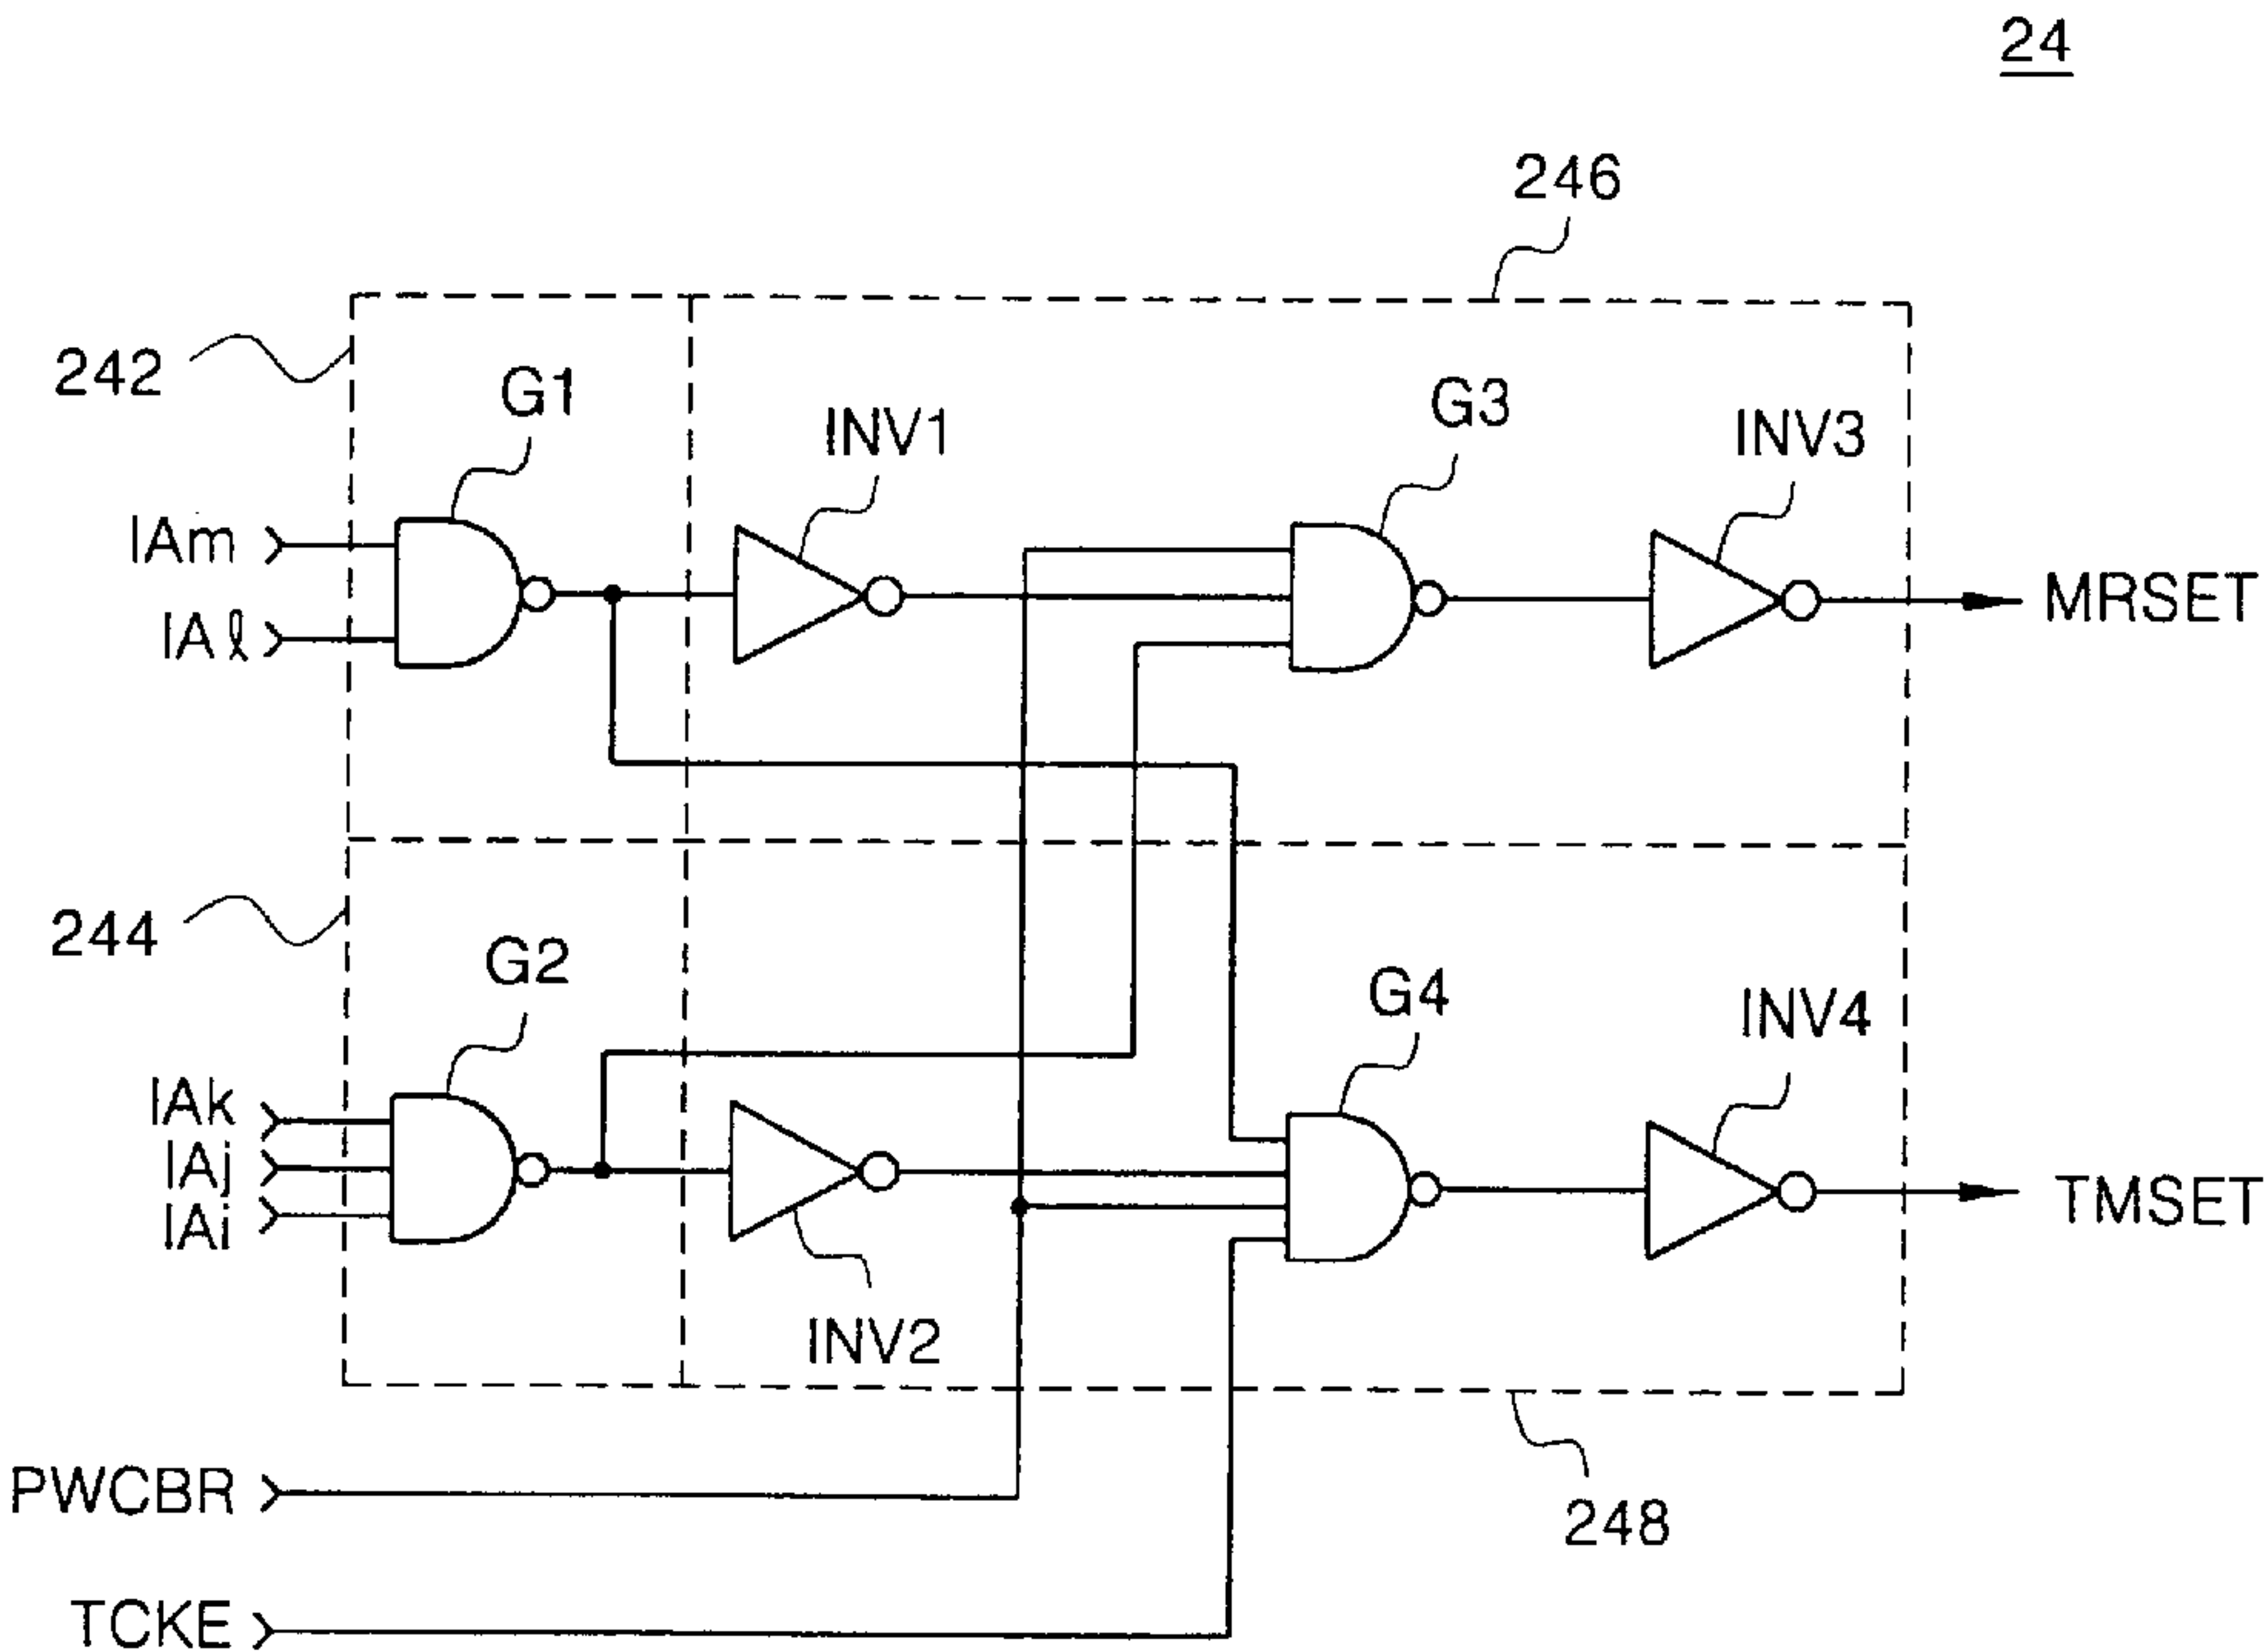 24
246
242
G1
INV1
G3
INV3
IAm
IAℓ
MRSET
244
G2
G4
INV4
IAk
IAj
IAi
TMSET
INV2
PWCBR
248
TCKE